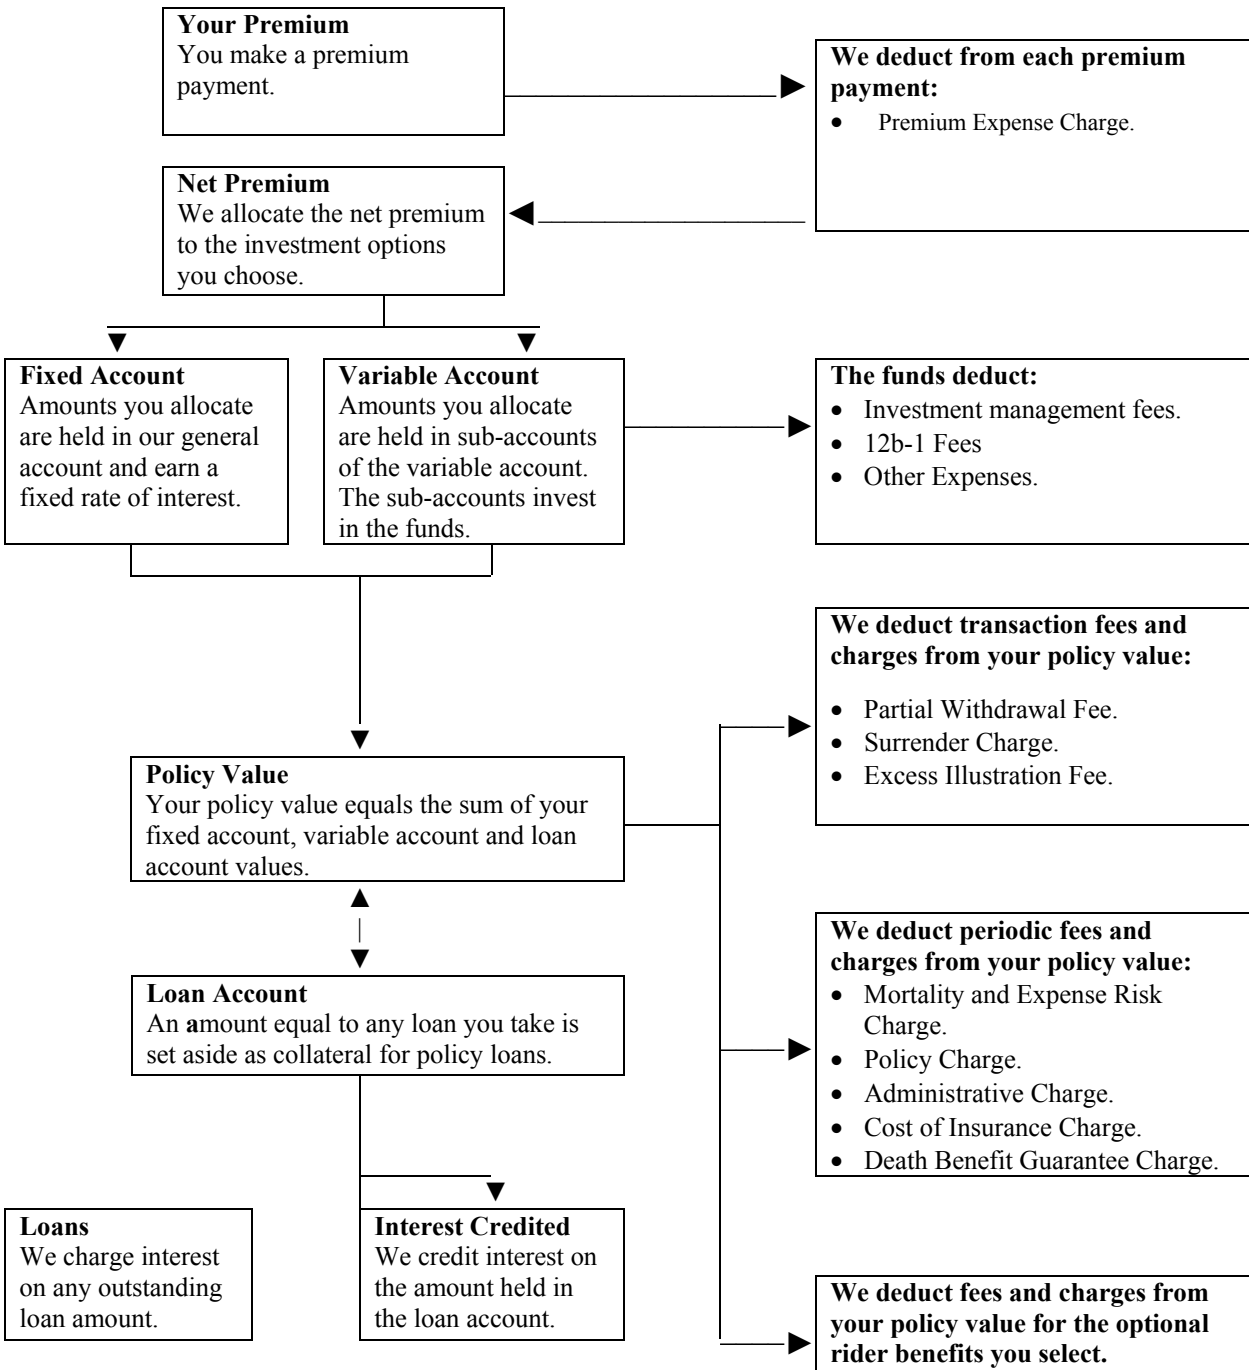 Your Premium
You make a premium
payment.
We deduct from each premium
payment:
• Premium Expense Charge.
Net Premium
We allocate the net premium
to the investment options
you choose.
Fixed Account
Amounts you allocate
are held in our general
account and earn a
fixed rate of interest.
Variable Account
Amounts you allocate
are held in sub-accounts
of the variable account.
The sub-accounts invest
in the funds.
The funds deduct:
• Investment management fees.
• 12b-1 Fees
• Other Expenses.
We deduct transaction fees and
charges from your policy value:
• Partial Withdrawal Fee.
• Surrender Charge.
• Excess Illustration Fee.
Policy Value
Your policy value equals the sum of your
fixed account, variable account and loan
account values.
We deduct periodic fees and
charges from your policy value:
• Mortality and Expense Risk
Charge.
• Policy Charge.
• Administrative Charge.
• Cost of Insurance Charge.
• Death Benefit Guarantee Charge.
Loan Account
An amount equal to any loan you take is
set aside as collateral for policy loans.
Loans
We charge interest
on any outstanding
loan amount.
Interest Credited
We credit interest on
the amount held in
the loan account.
We deduct fees and charges from
your policy value for the optional
rider benefits you select.